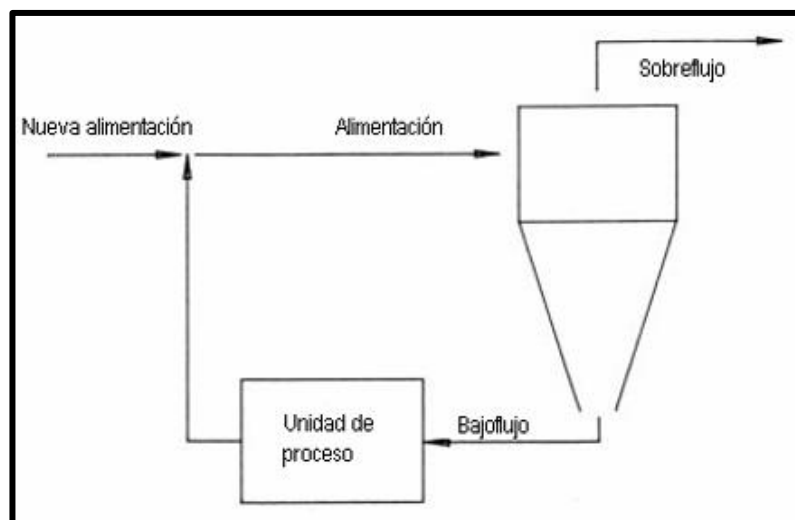 Sobreflujo
Nueva alimentación
Alimentación
Unidad de
proceso
Bajoflujo